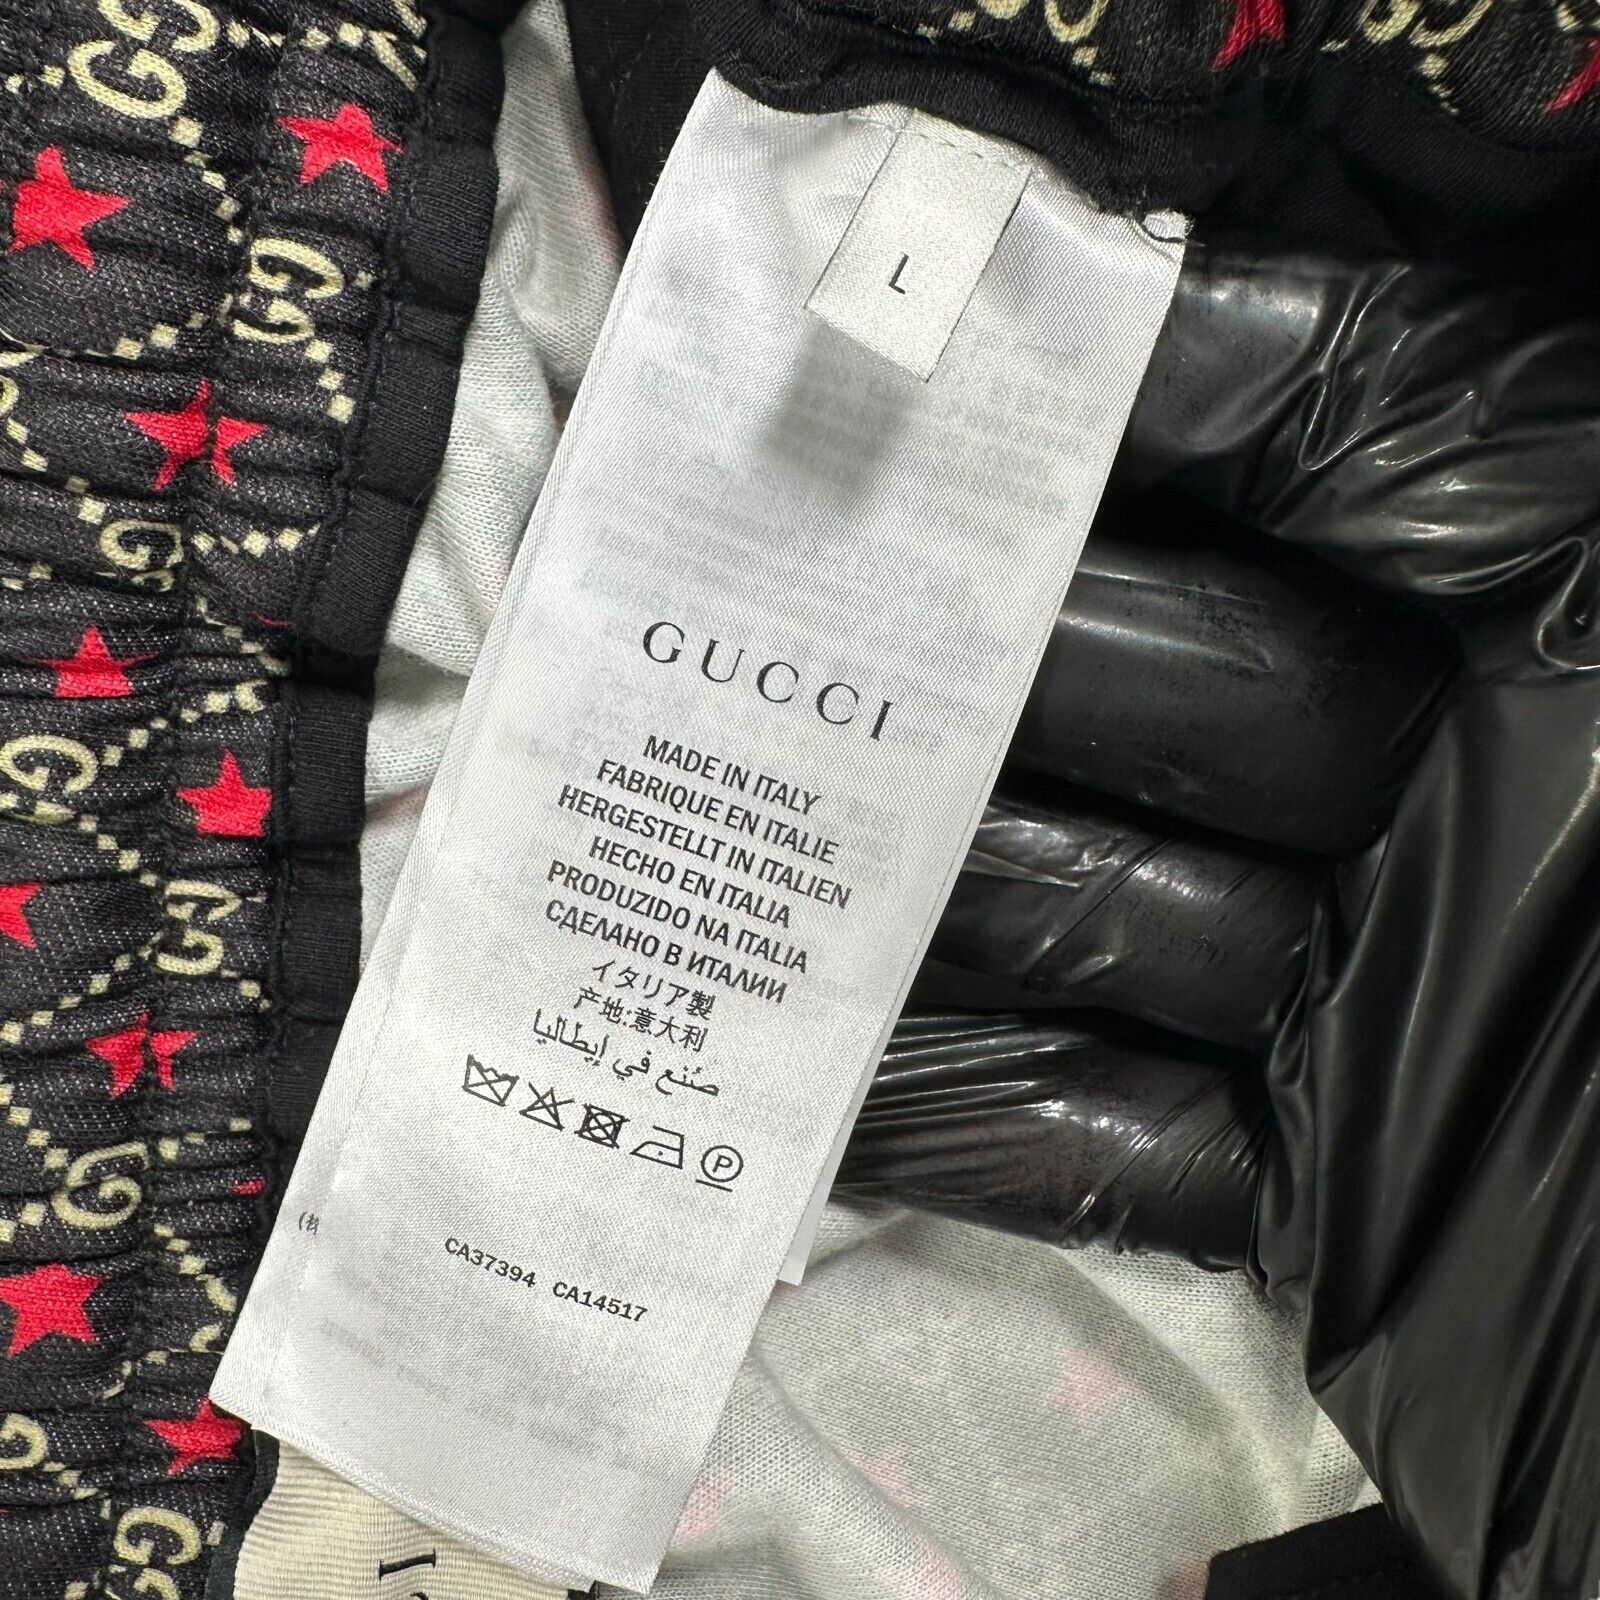 L
GUCCI
MADE IN ITALY
FABRIQUE EN ITALIE
HERGESTELLT IN ITALIEN
HECHO EN ITALIA
PRODUZIDO NA ITALIA
СДЕЛАНО В ИТАЛИИ
イタリア製
产地:意大利
صُنع في إيطاليا
P
CA37394 CA14517